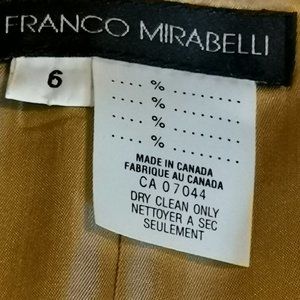 FRANCO MIRABELLI
6
.... % ........
.... % ........
.... % ........
.... % ........
MADE IN CANADA
FABRIQUE AU CANADA
CA 07044
DRY CLEAN ONLY
NETTOYER A SEC
SEULEMENT